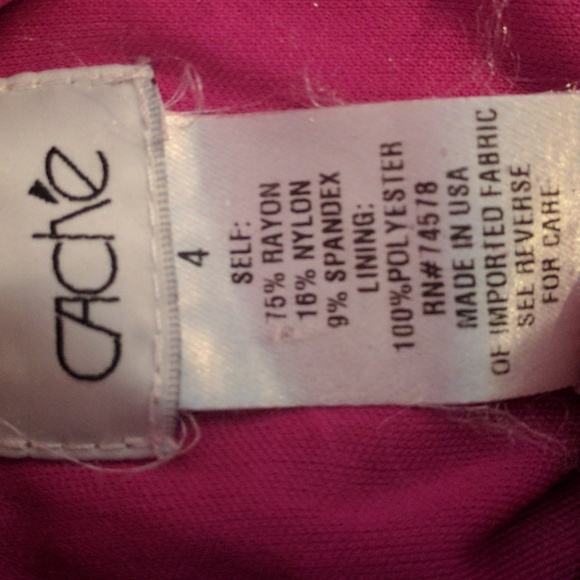 CAChé
4
SELF:
75% RAYON
16% NYLON
9% SPANDEX
LINING:
100%POLYESTER
RN# 74578
MADE IN USA
OF IMPORTED FABRIC
SEE REVERSE
FOR CARE